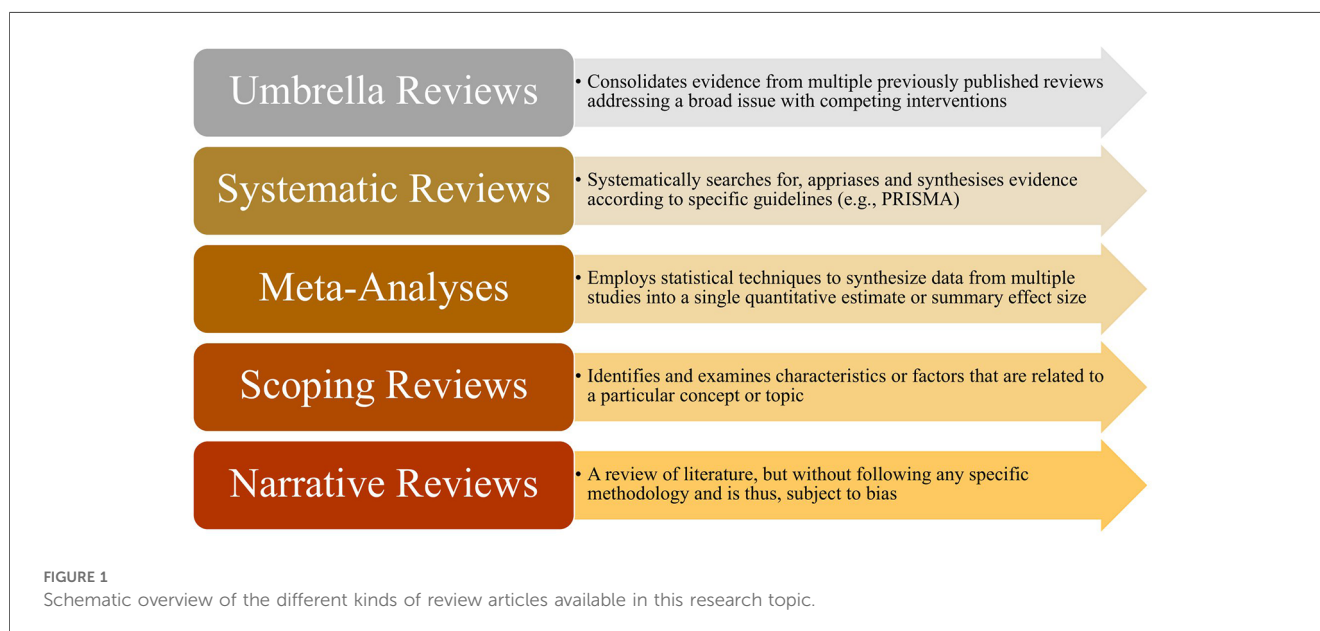 Umbrella Reviews
• Consolidates evidence from multiple previously published reviews
addressing a broad issue with competing interventions
Systematic Reviews
• Systematically searches for, appriases and synthesises evidence
according to specific guidelines (e.g., PRISMA)
Meta-Analyses
• Employs statistical techniques to synthesize data from multiple
studies into a single quantitative estimate or summary effect size
Scoping Reviews
• Identifies and examines characteristics or factors that are related to
a particular concept or topic
Narrative Reviews
• A review of literature, but without following any specific
methodology and is thus, subject to bias
FIGURE 1
Schematic overview of the different kinds of review articles available in this research topic.